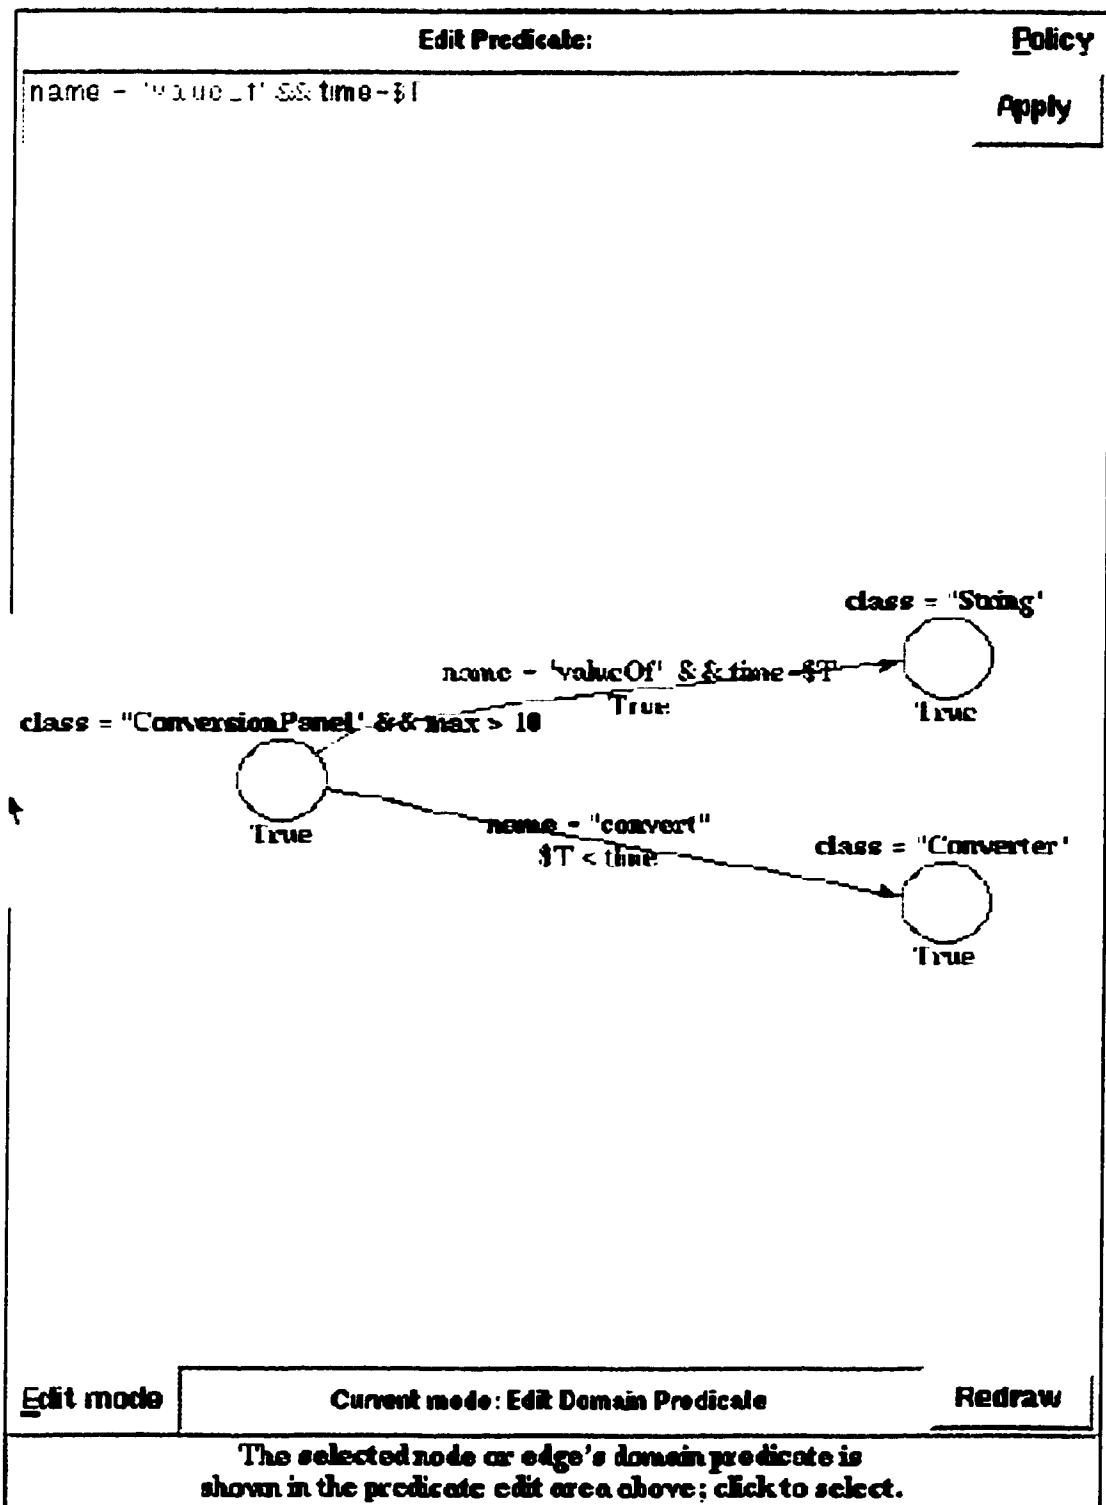 Edit Predicate:
Policy
name = "valueOf" && time=$T
Apply
class = "String"
name = "valueOf" && time=$T
True
True
class = "ConversionPanel" && max > 10
True
name = "convert"
$T < time
class = "Converter"
True
Edit mode
Current mode: Edit Domain Predicate
Redraw
The selected node or edge's domain predicate is
shown in the predicate edit area above; click to select.